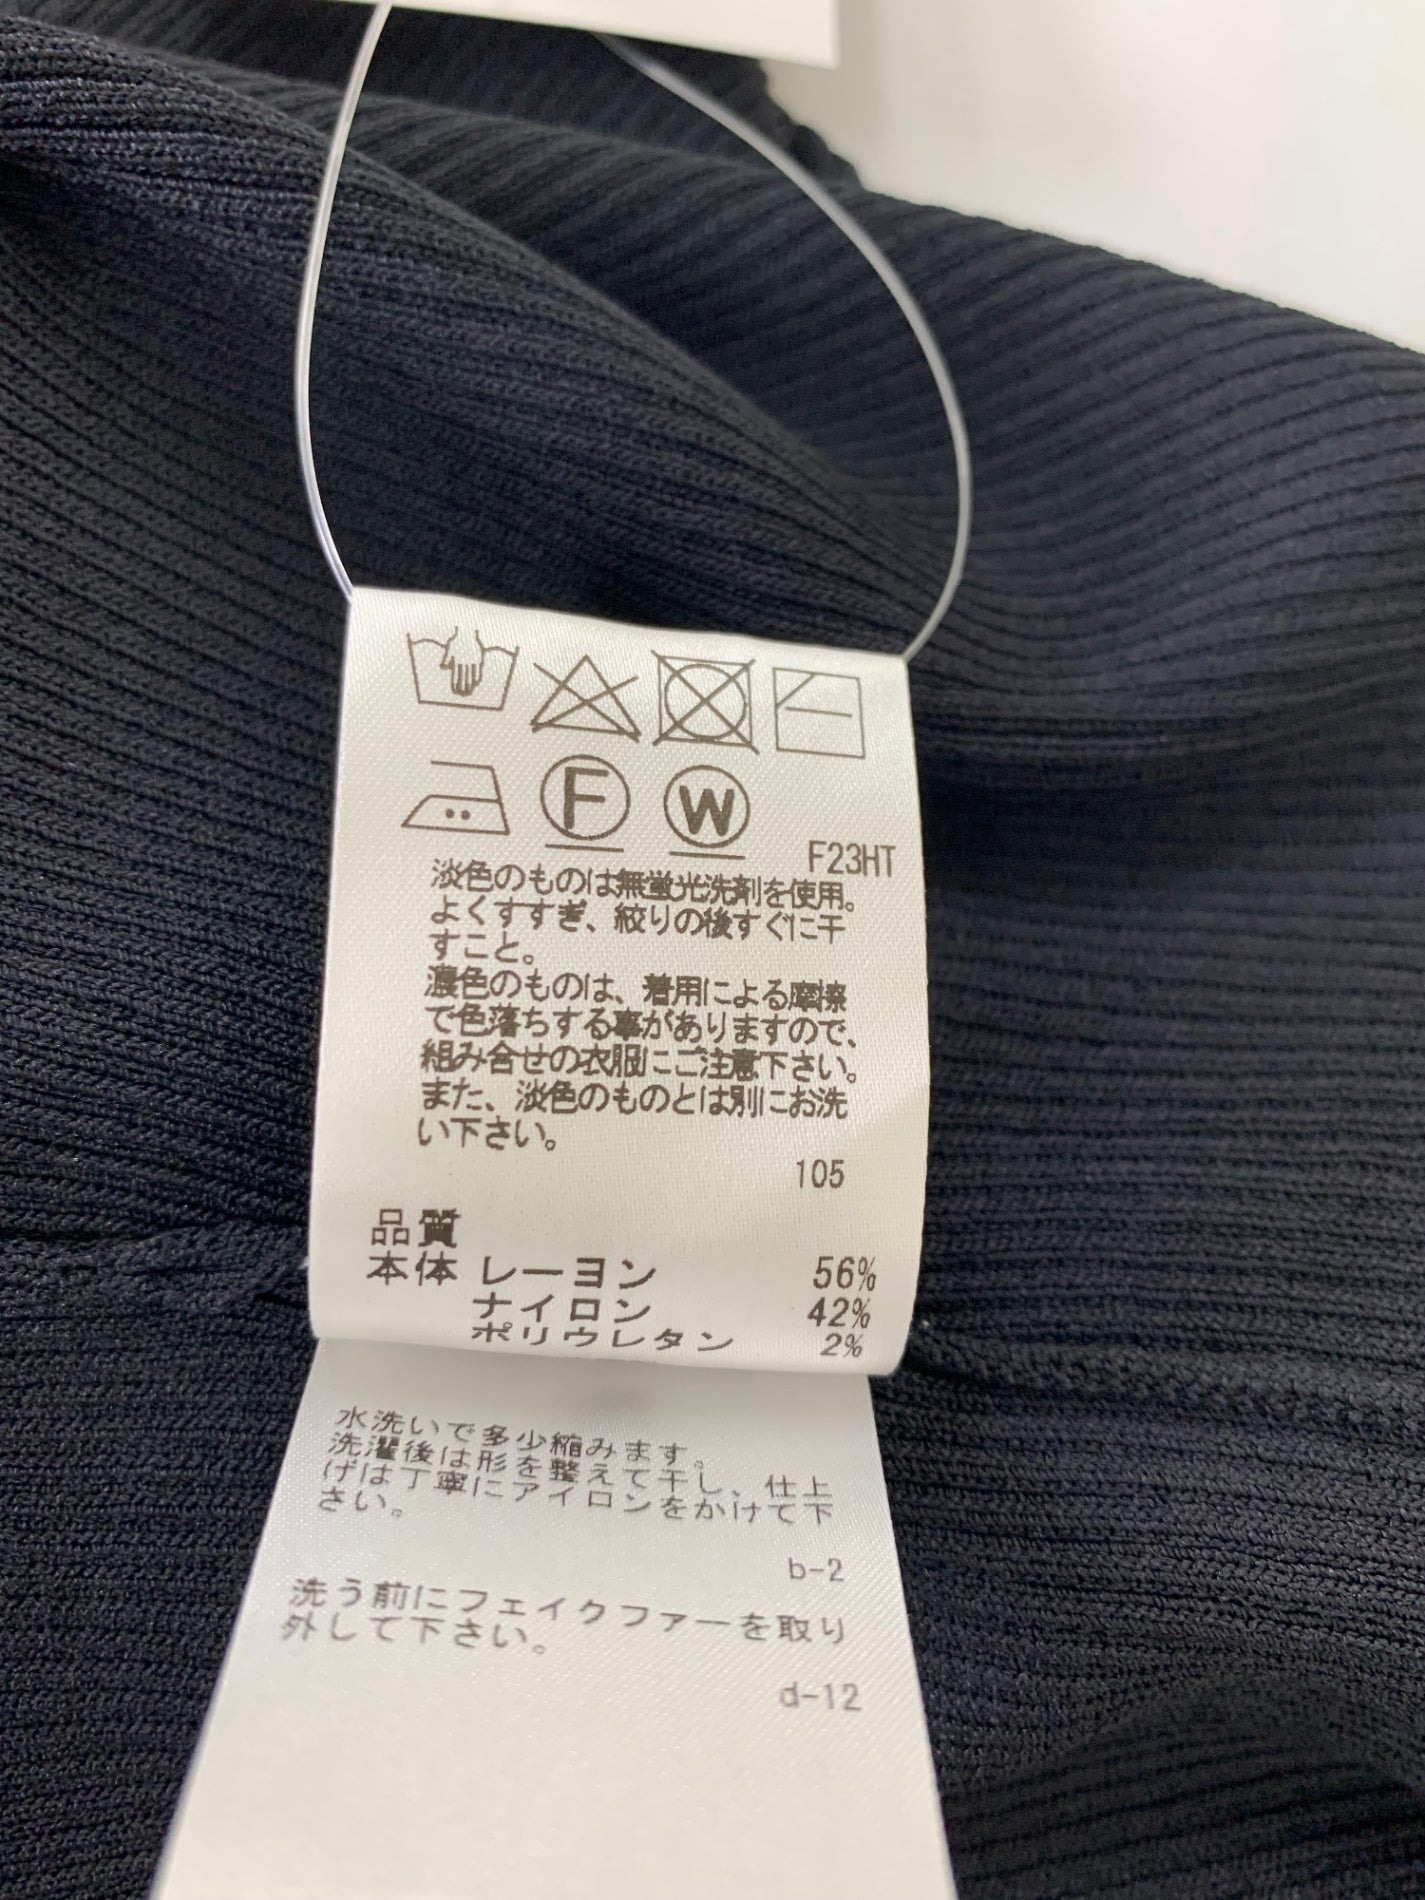 F
W
F23HT
淡色のものは無蛍光洗剤を使用。
よくすすぎ、絞りの後すぐに干
すこと。
濃色のものは、着用による摩擦
で色落ちする事がありますので、
組み合せの衣服にご注意下さい。
また、淡色のものとは別にお洗
い下さい。
105
品質
本体 レーヨン 56%
ナイロン 42%
ポリウレタン 2%
水洗いで多少縮みます。
洗濯後は形を整えて干し、仕上
げは丁寧にアイロンをかけて下
さい。
b-2
洗う前にフェイクファーを取り
外して下さい。
d-12